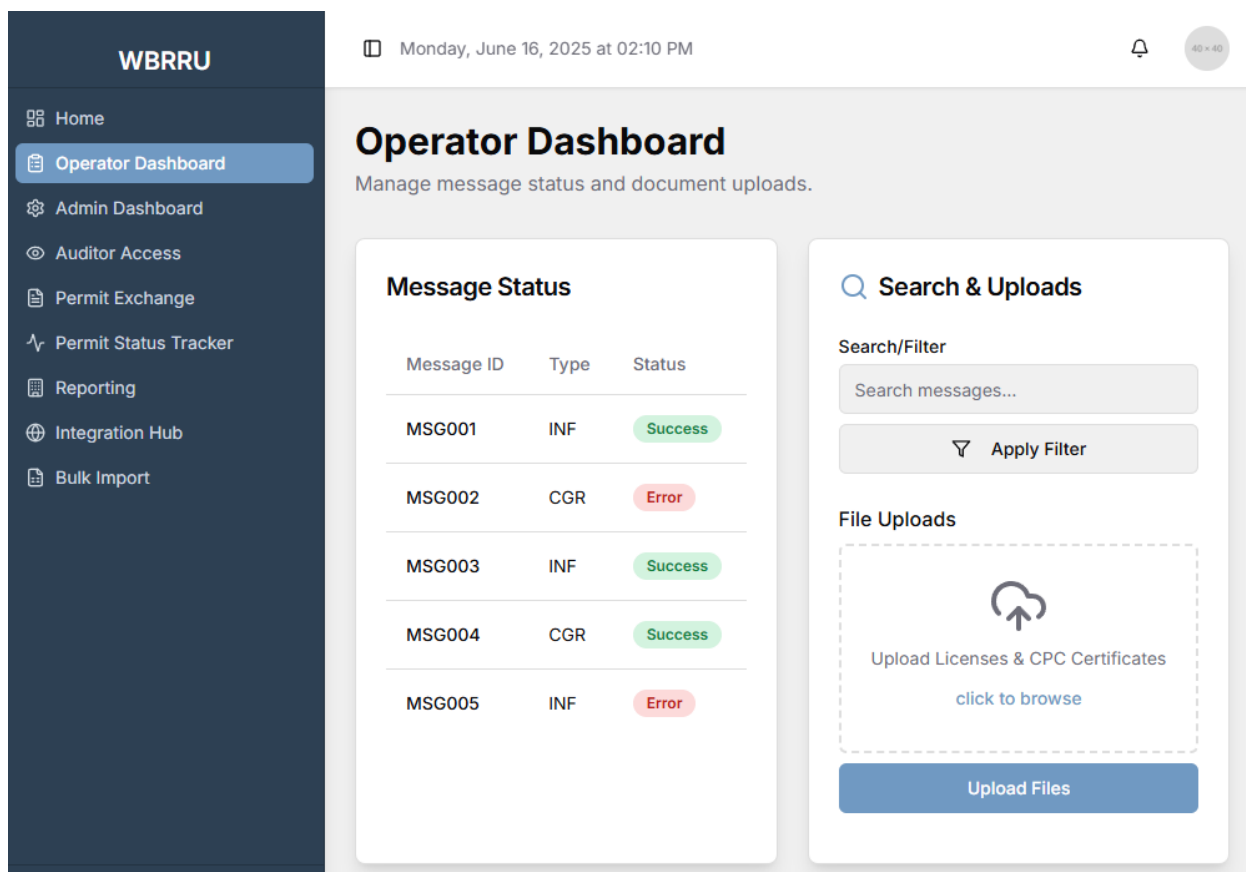 WBRRU
Home
Operator Dashboard
Admin Dashboard
Auditor Access
Permit Exchange
Permit Status Tracker
Reporting
Integration Hub
Bulk Import
Monday, June 16, 2025 at 02:10 PM
40×40
Operator Dashboard
Manage message status and document uploads.
Message Status
Message ID Type Status
MSG001 INF Success
MSG002 CGR Error
MSG003 INF Success
MSG004 CGR Success
MSG005 INF Error
Search & Uploads
Search/Filter
Search messages...
Apply Filter
File Uploads
Upload Licenses & CPC Certificates
click to browse
Upload Files